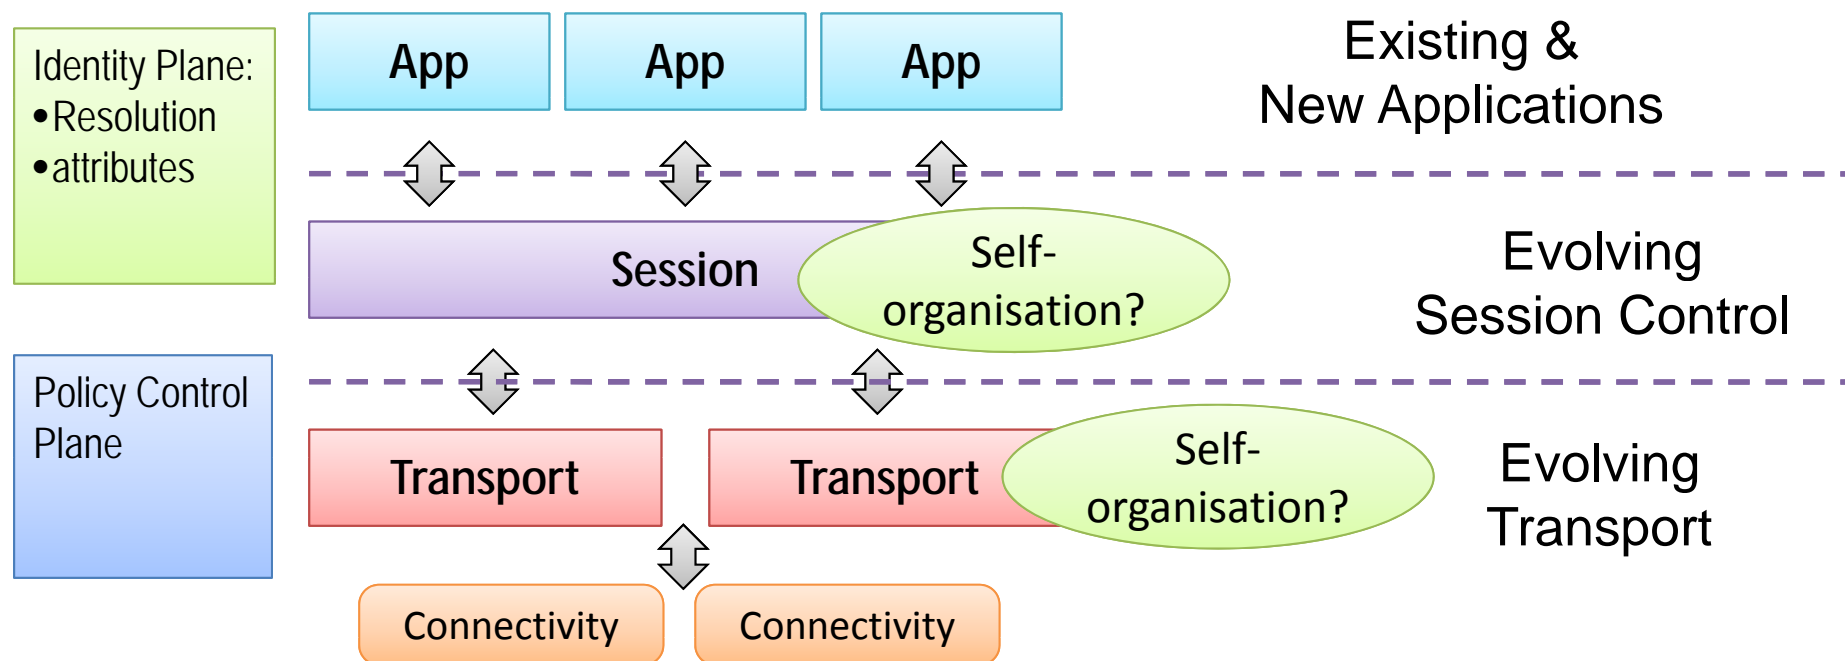 Identity Plane:
•Resolution
•attributes
App
App
App
Existing &
New Applications
Session
Self-
organisation?
Evolving
Session Control
Policy Control
Plane
Transport
Transport
Self-
organisation?
Evolving
Transport
Connectivity
Connectivity